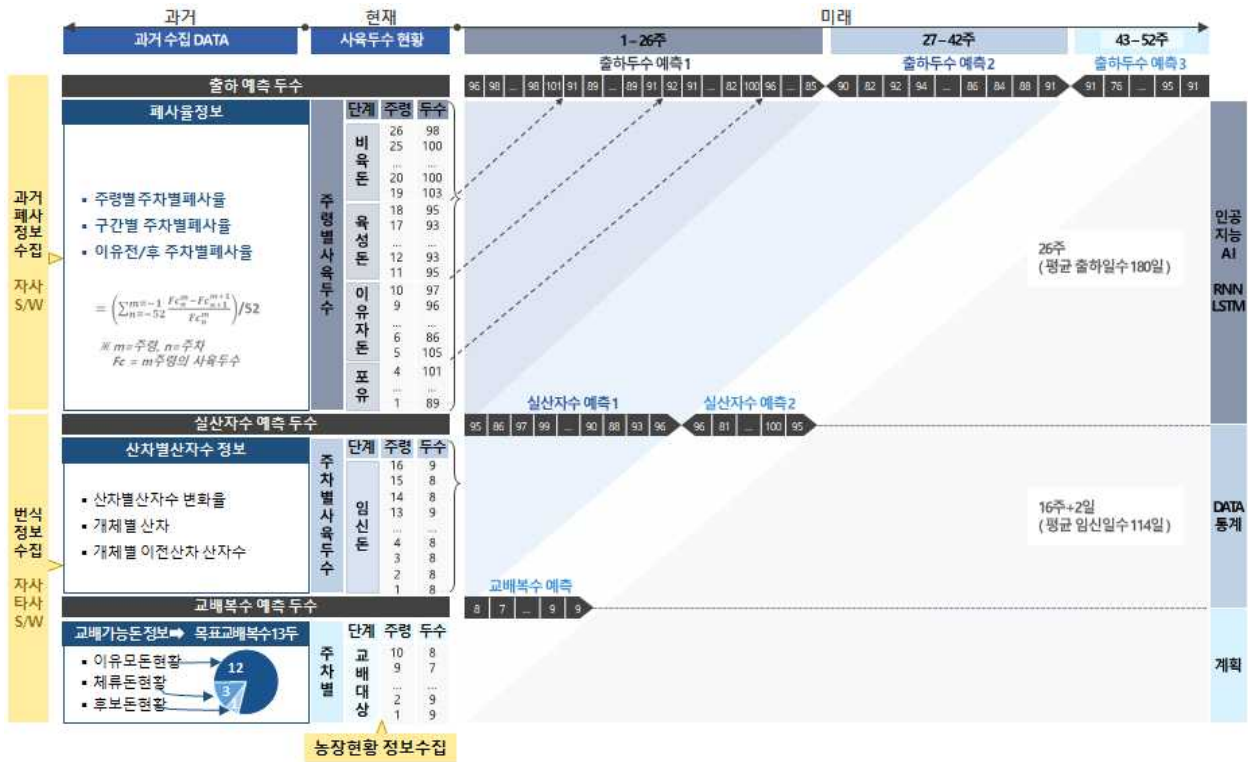 과거
현재
미래
과거 수집 DATA
사육두수 현황
1-26주
27-42주
43-52주
출하두수 예측1
출하두수 예측2
출하두수 예측3
출하 예측 두수
96 98 ... 98 101 91 89 ... 89 91 92 91 ... 82 100 96 ... 85
90 82 92 94 ... 86 84 88 91
91 76 ... 95 91
과거
폐사
정보
수집
자사
S/W
폐사율정보
▪ 주령별 주차별폐사율
▪ 구간별 주차별폐사율
▪ 이유전/후 주차별폐사율
※ m=주령, n=주차
Fc = m주령의 사육두수
주령별사육두수
단계 주령 두수
비육돈
26 98
25 100
...
20 100
19 103
육성돈
18 95
17 93
... ...
12 93
11 95
이유자돈
10 97
9 96
... ...
6 86
5 105
포유
4 101
... ...
1 89
26주
( 평균 출하일수 180일 )
인공
지능
AI
RNN
LSTM
실산자수 예측1
실산자수 예측2
실산자수 예측 두수
95 86 97 99 ... 90 88 93 96
96 81 ... 100 95
번식
정보
수집
자사
타사
S/W
산차별산자수 정보
▪ 산차별산자수 변화율
▪ 개체별 산차
▪ 개체별 이전산차 산자수
주차별사육두수
단계 주령 두수
임신돈
16 9
15 8
14 8
13 9
... ...
4 8
3 8
2 8
1 8
16주+2일
( 평균 임신일수 114일 )
DATA
통계
교배복수 예측
교배복수 예측 두수
8 7 ... 9 9
교배가능돈정보➡ 목표교배복수13두
▪ 이유모돈현황
▪ 체류돈현황
▪ 후보돈현황
12
3
주차별
단계 주령 두수
교배대상
10 8
9 7
... ...
2 9
1 9
계획
농장현황 정보수집